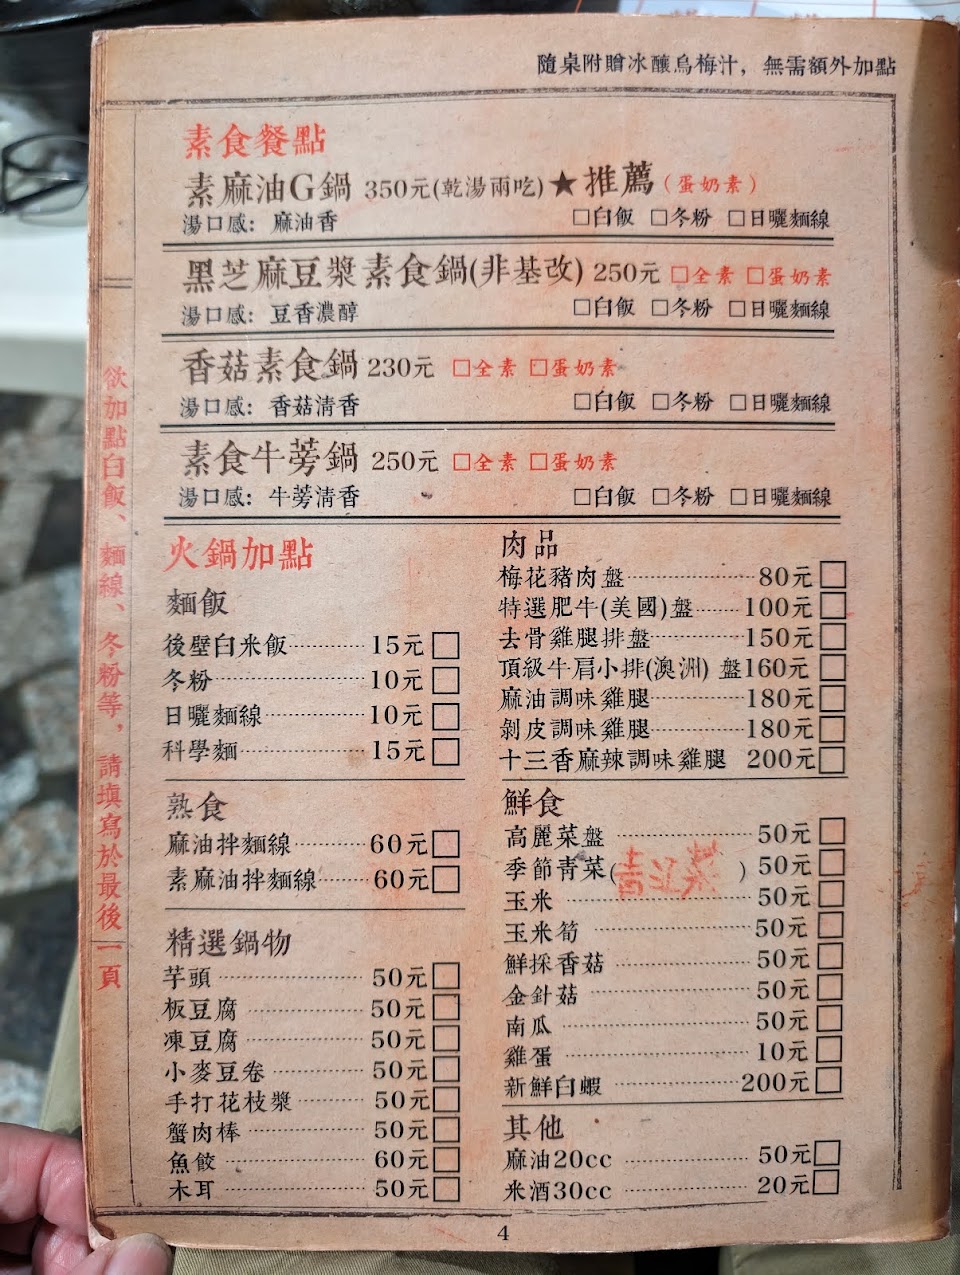 隨桌附贈冰釀烏梅汁，無需額外加點
素食餐點
素麻油G鍋 350元(乾湯兩吃)★推薦(蛋奶素)
湯口感：麻油香 □白飯 □冬粉 □日曬麵線
黑芝麻豆漿素食鍋(非基改) 250元 □全素 □蛋奶素
湯口感：豆香濃醇 □白飯 □冬粉 □日曬麵線
香菇素食鍋 230元 □全素 □蛋奶素
湯口感：香菇清香 □白飯 □冬粉 □日曬麵線
素食牛蒡鍋 250元 □全素 □蛋奶素
湯口感：牛蒡清香 □白飯 □冬粉 □日曬麵線
欲加點白飯、麵線、冬粉等，請填寫於最後一頁
火鍋加點
麵飯
後壁白米飯 15元□
冬粉 10元□
日曬麵線 10元□
科學麵 15元□
熟食
麻油拌麵線 60元□
素麻油拌麵線 60元□
精選鍋物
芋頭 50元□
板豆腐 50元□
凍豆腐 50元□
小麥豆卷 50元□
手打花枝漿 50元□
蟹肉棒 50元□
魚餃 60元□
木耳 50元□
肉品
梅花豬肉盤 80元□
特選肥牛(美國)盤 100元□
去骨雞腿排盤 150元□
頂級牛肩小排(澳洲) 盤160元□
麻油調味雞腿 180元□
剝皮調味雞腿 180元□
十三香麻辣調味雞腿 200元□
鮮食
高麗菜盤 50元□
季節青菜(青江菜) 50元□
玉米 50元□
玉米筍 50元□
鮮採香菇 50元□
金針菇 50元□
南瓜 50元□
雞蛋 10元□
新鮮白蝦 200元□
其他
麻油20cc 50元□
米酒30cc 20元□
4